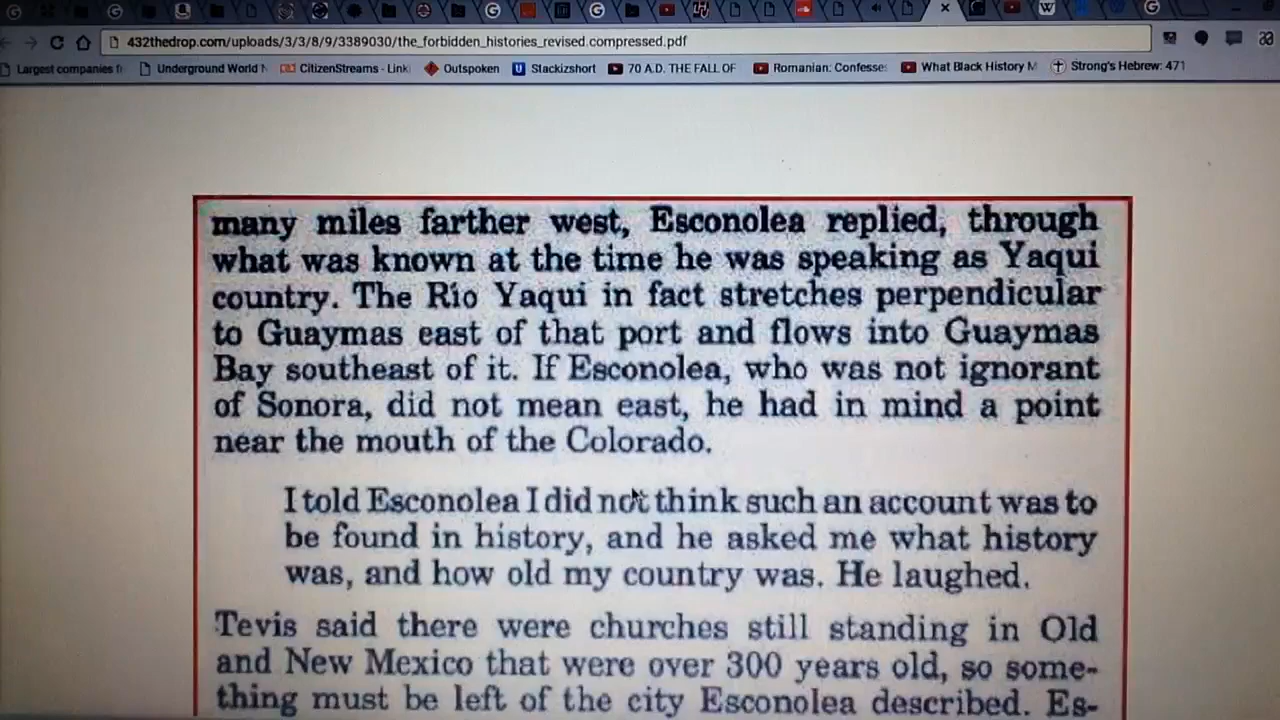 432thedrop.com/uploads/3/3/8/9/3389030/the_forbidden_histories_revised.compressed.pdf
Largest companies Underground World CitizenStreams - Link Outspoken Stackizshort 70 A.D. THE FALL OF Romanian: Confesse What Black History M Strong's Hebrew: 471
many miles farther west, Esconolea replied, through
what was known at the time he was speaking as Yaqui
country. The Río Yaqui in fact stretches perpendicular
to Guaymas east of that port and flows into Guaymas
Bay southeast of it. If Esconolea, who was not ignorant
of Sonora, did not mean east, he had in mind a point
near the mouth of the Colorado.
I told Esconolea I did not think such an account was to
be found in history, and he asked me what history
was, and how old my country was. He laughed.
Tevis said there were churches still standing in Old
and New Mexico that were over 300 years old, so some-
thing must be left of the city Esconolea described. Es-